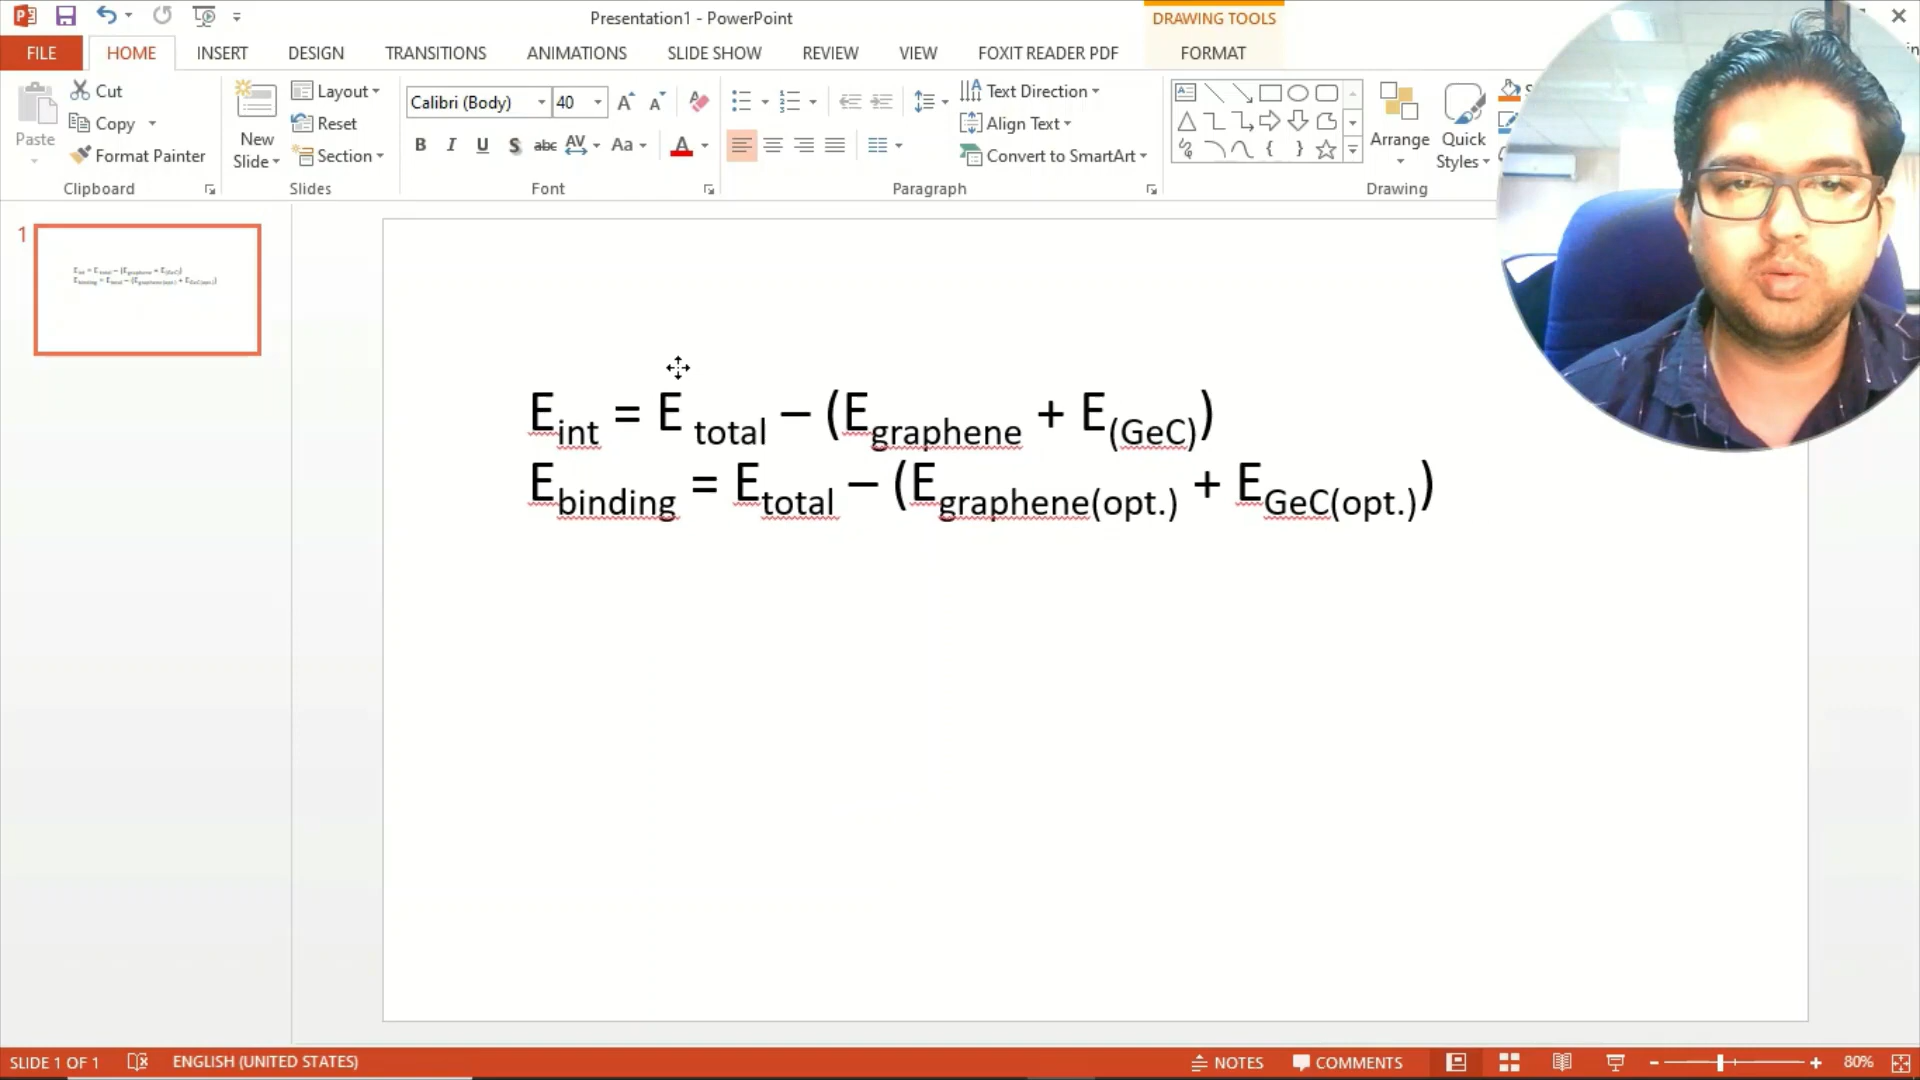 Presentation1 - PowerPoint
DRAWING TOOLS
FILE HOME INSERT DESIGN TRANSITIONS ANIMATIONS SLIDE SHOW REVIEW VIEW FOXIT READER PDF FORMAT
Paste
Cut
Copy
Format Painter
Clipboard
New Slide
Layout
Reset
Section
Slides
Calibri (Body) 40
B I U S abc AV Aa A
Font
Text Direction
Align Text
Convert to SmartArt
Paragraph
Arrange
Quick Styles
Drawing
1
Eint = E total – (Egraphene + E(GeC))
Ebinding = Etotal – (Egraphene(opt.) + EGeC(opt.))
SLIDE 1 OF 1 ENGLISH (UNITED STATES) NOTES COMMENTS 80%